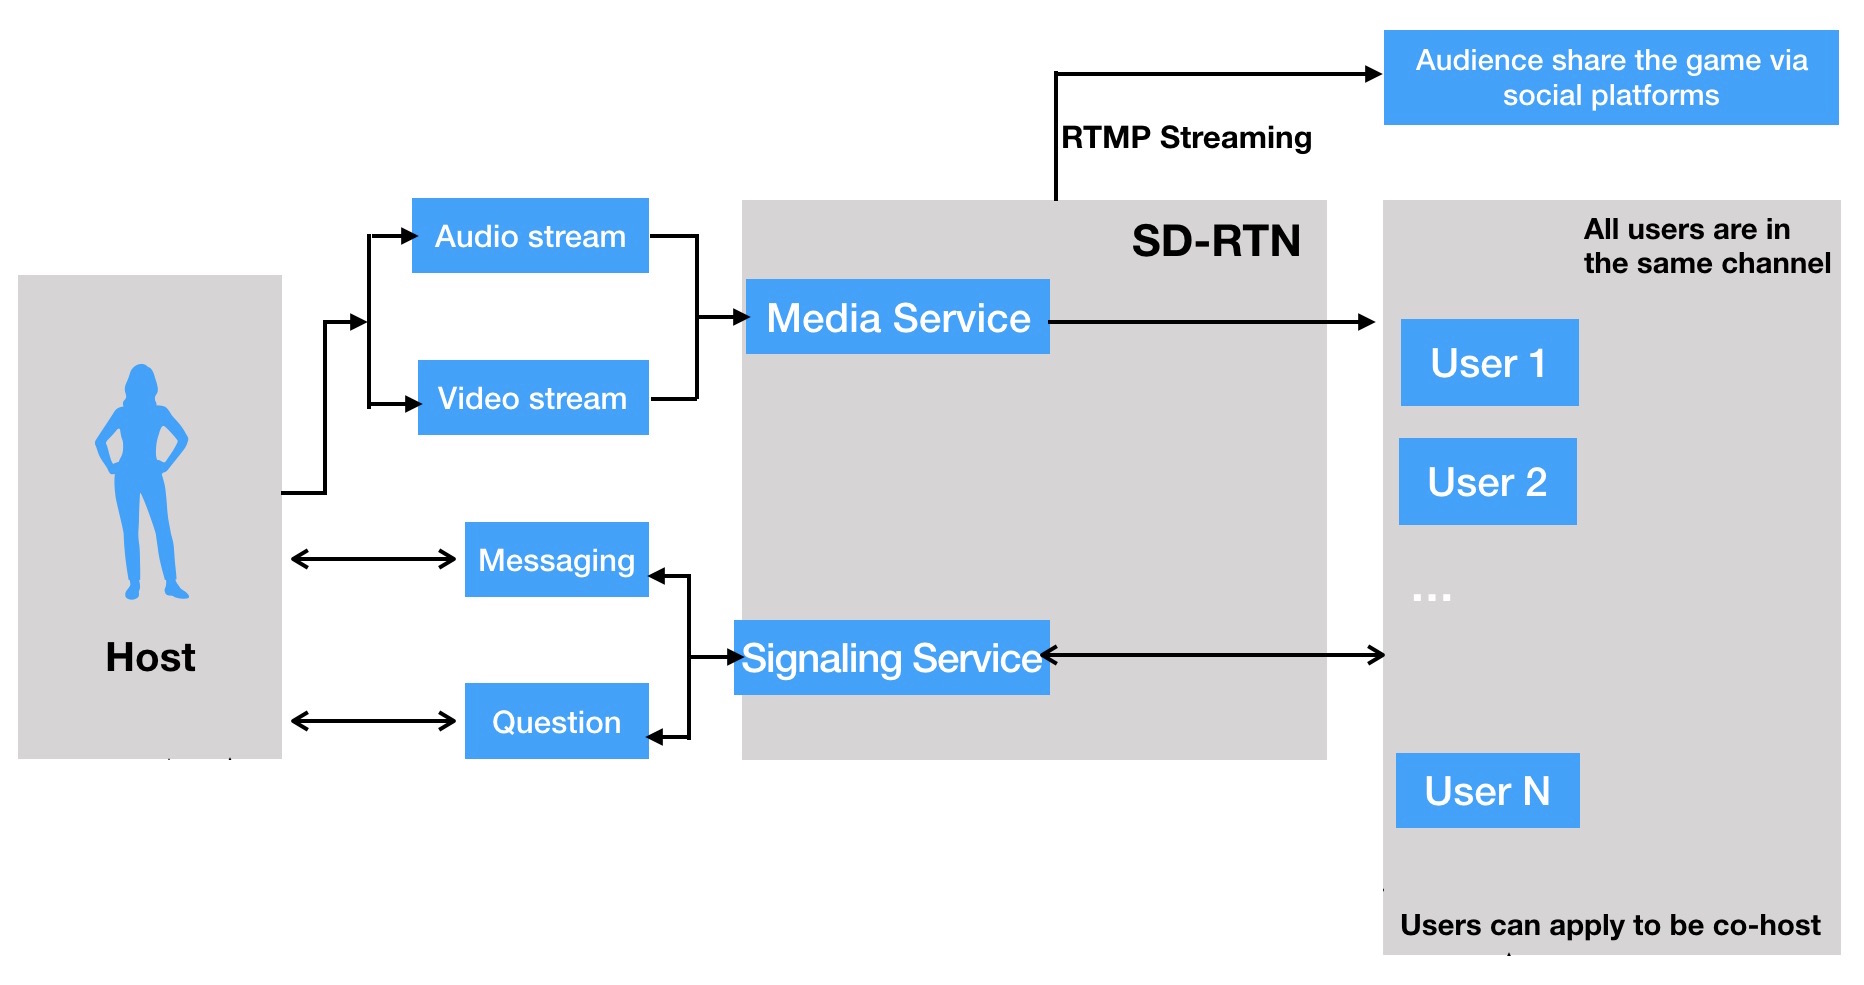 Audience share the game via
social platforms
RTMP Streaming
SD-RTN
All users are in
the same channel
Audio stream
Media Service
Video stream
User 1
User 2
Messaging
...
Host
Signaling Service
Question
User N
Users can apply to be co-host